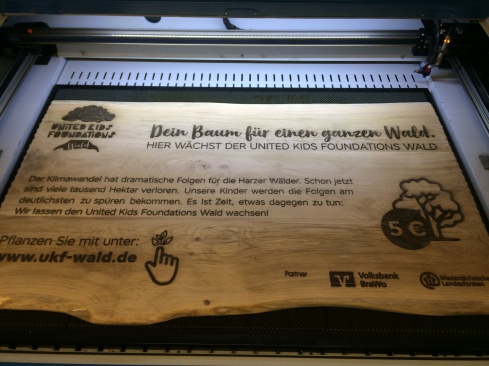 UNITED KIDS
FOUNDATIONS
Wald
Dein Baum für einen ganzen Wald.
HIER WÄCHST DER UNITED KIDS FOUNDATIONS WALD
Der Klimawandel hat dramatische Folgen für die Harzer Wälder. Schon jetzt
sind viele tausend Hektar verloren. Unsere Kinder werden die Folgen am
deutlichsten zu spüren bekommen. Es ist Zeit, etwas dagegen zu tun:
Wir lassen den United Kids Foundations Wald wachsen!
5 €
Pflanzen Sie mit unter:
www.ukf-wald.de
Partner
Volksbank
BraWo
Niedersächsische
Landesforsten